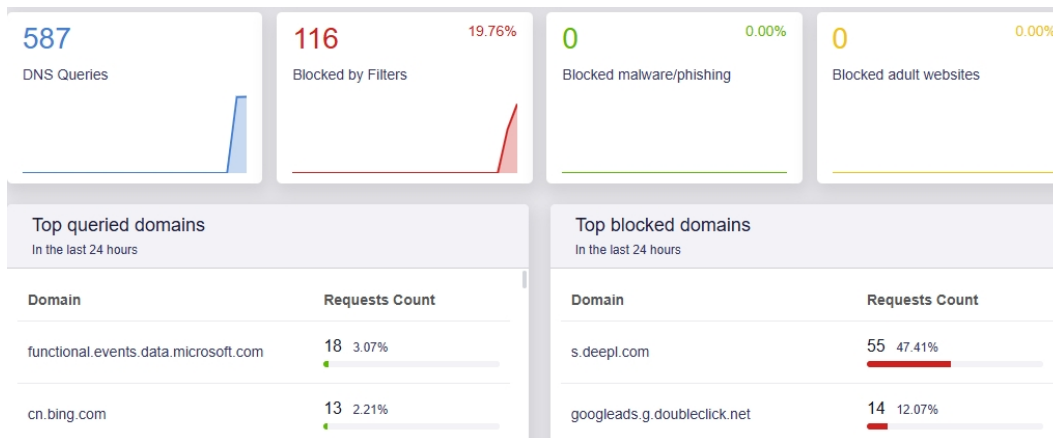 587
DNS Queries
116
19.76%
Blocked by Filters
0
0.00%
Blocked malware/phishing
0
0.00%
Blocked adult websites
Top queried domains
In the last 24 hours
Domain Requests Count
functional.events.data.microsoft.com 18 3.07%
cn.bing.com 13 2.21%
Top blocked domains
In the last 24 hours
Domain Requests Count
s.deepl.com 55 47.41%
googleads.g.doubleclick.net 14 12.07%